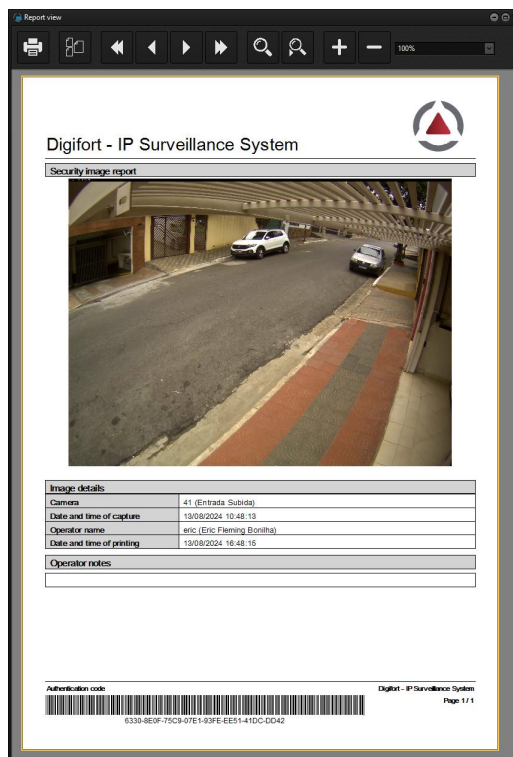 Report view
100%
Digifort - IP Surveillance System
Security image report
Image details
Camera 41 (Entrada Subida)
Date and time of capture 13/08/2024 10:48:13
Operator name eric (Eric Fleming Bonilha)
Date and time of printing 13/08/2024 16:48:15
Operator notes
Authentication code
Digifort - IP Surveillance System
Page 1 / 1
6330-8E0F-75C9-07E1-93FE-EE51-41DC-DD42